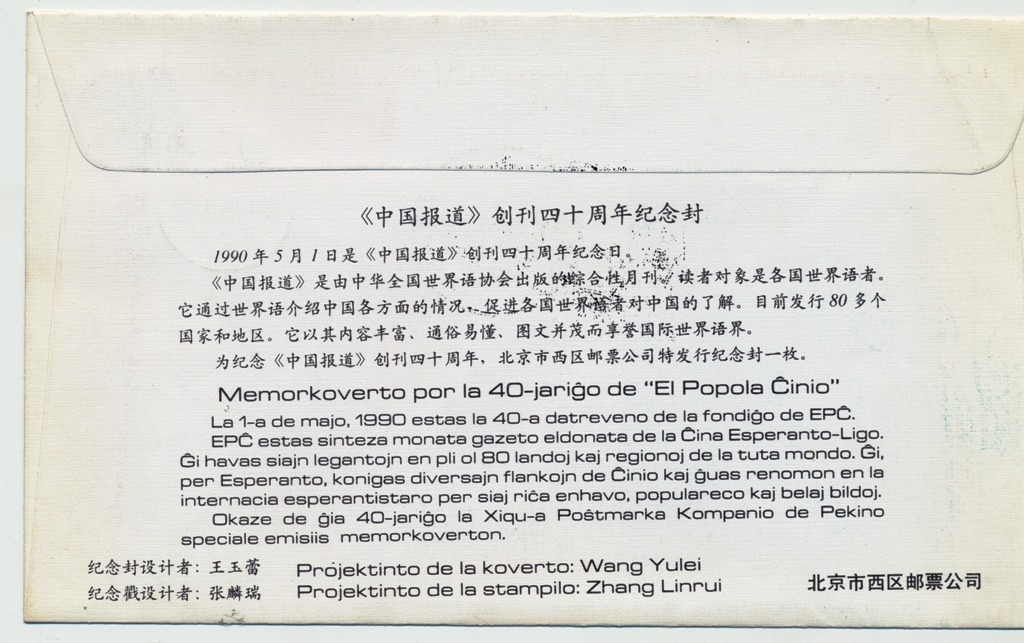 《中国报道》创刊四十周年纪念封
1990年5月1日是《中国报道》创刊四十周年纪念日。
《中国报道》是由中华全国世界语协会出版的综合性月刊，读者对象是各国世界语者。
它通过世界语介绍中国各方面的情况，促进各国世界语者对中国的了解。目前发行80多个
国家和地区。它以其内容丰富、通俗易懂、图文并茂而享誉国际世界语界。
为纪念《中国报道》创刊四十周年，北京市西区邮票公司特发行纪念封一枚。
Memorkoverto por la 40-jariĝo de "El Popola Ĉinio"
La 1-a de majo, 1990 estas la 40-a datreveno de la fondiĝo de EPĈ.
EPĈ estas sinteza monata gazeto eldonata de la Ĉina Esperanto-Ligo.
Ĝi havas siajn legantojn en pli ol 80 landoj kaj regionoj de la tuta mondo. Ĝi,
per Esperanto, konigas diversajn flankojn de Ĉinio kaj ĝuas renomon en la
internacia esperantistaro per siaj riĉa enhavo, populareco kaj belaj bildoj.
Okaze de ĝia 40-jariĝo la Xiqu-a Poŝtmarka Kompanio de Pekino
speciale emisiis memorkoverton.
纪念封设计者：王玉蕾 Projektinto de la koverto: Wang Yulei
纪念戳设计者：张麟瑞 Projektinto de la stampilo: Zhang Linrui
北京市西区邮票公司